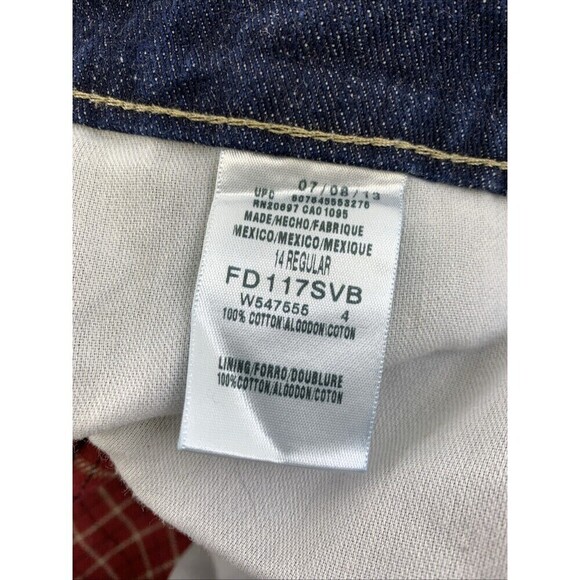 07/08/13
UPC 607645553276
RN20697 CA01095
MADE/HECHO/FABRIQUE
MEXICO/MEXICO/MEXIQUE
14 REGULAR
FD117SVB
W547555 4
100% COTTON\ALGODON\COTON
LINING/FORRO/DOUBLURE
100%COTTON/ALGODON/COTON